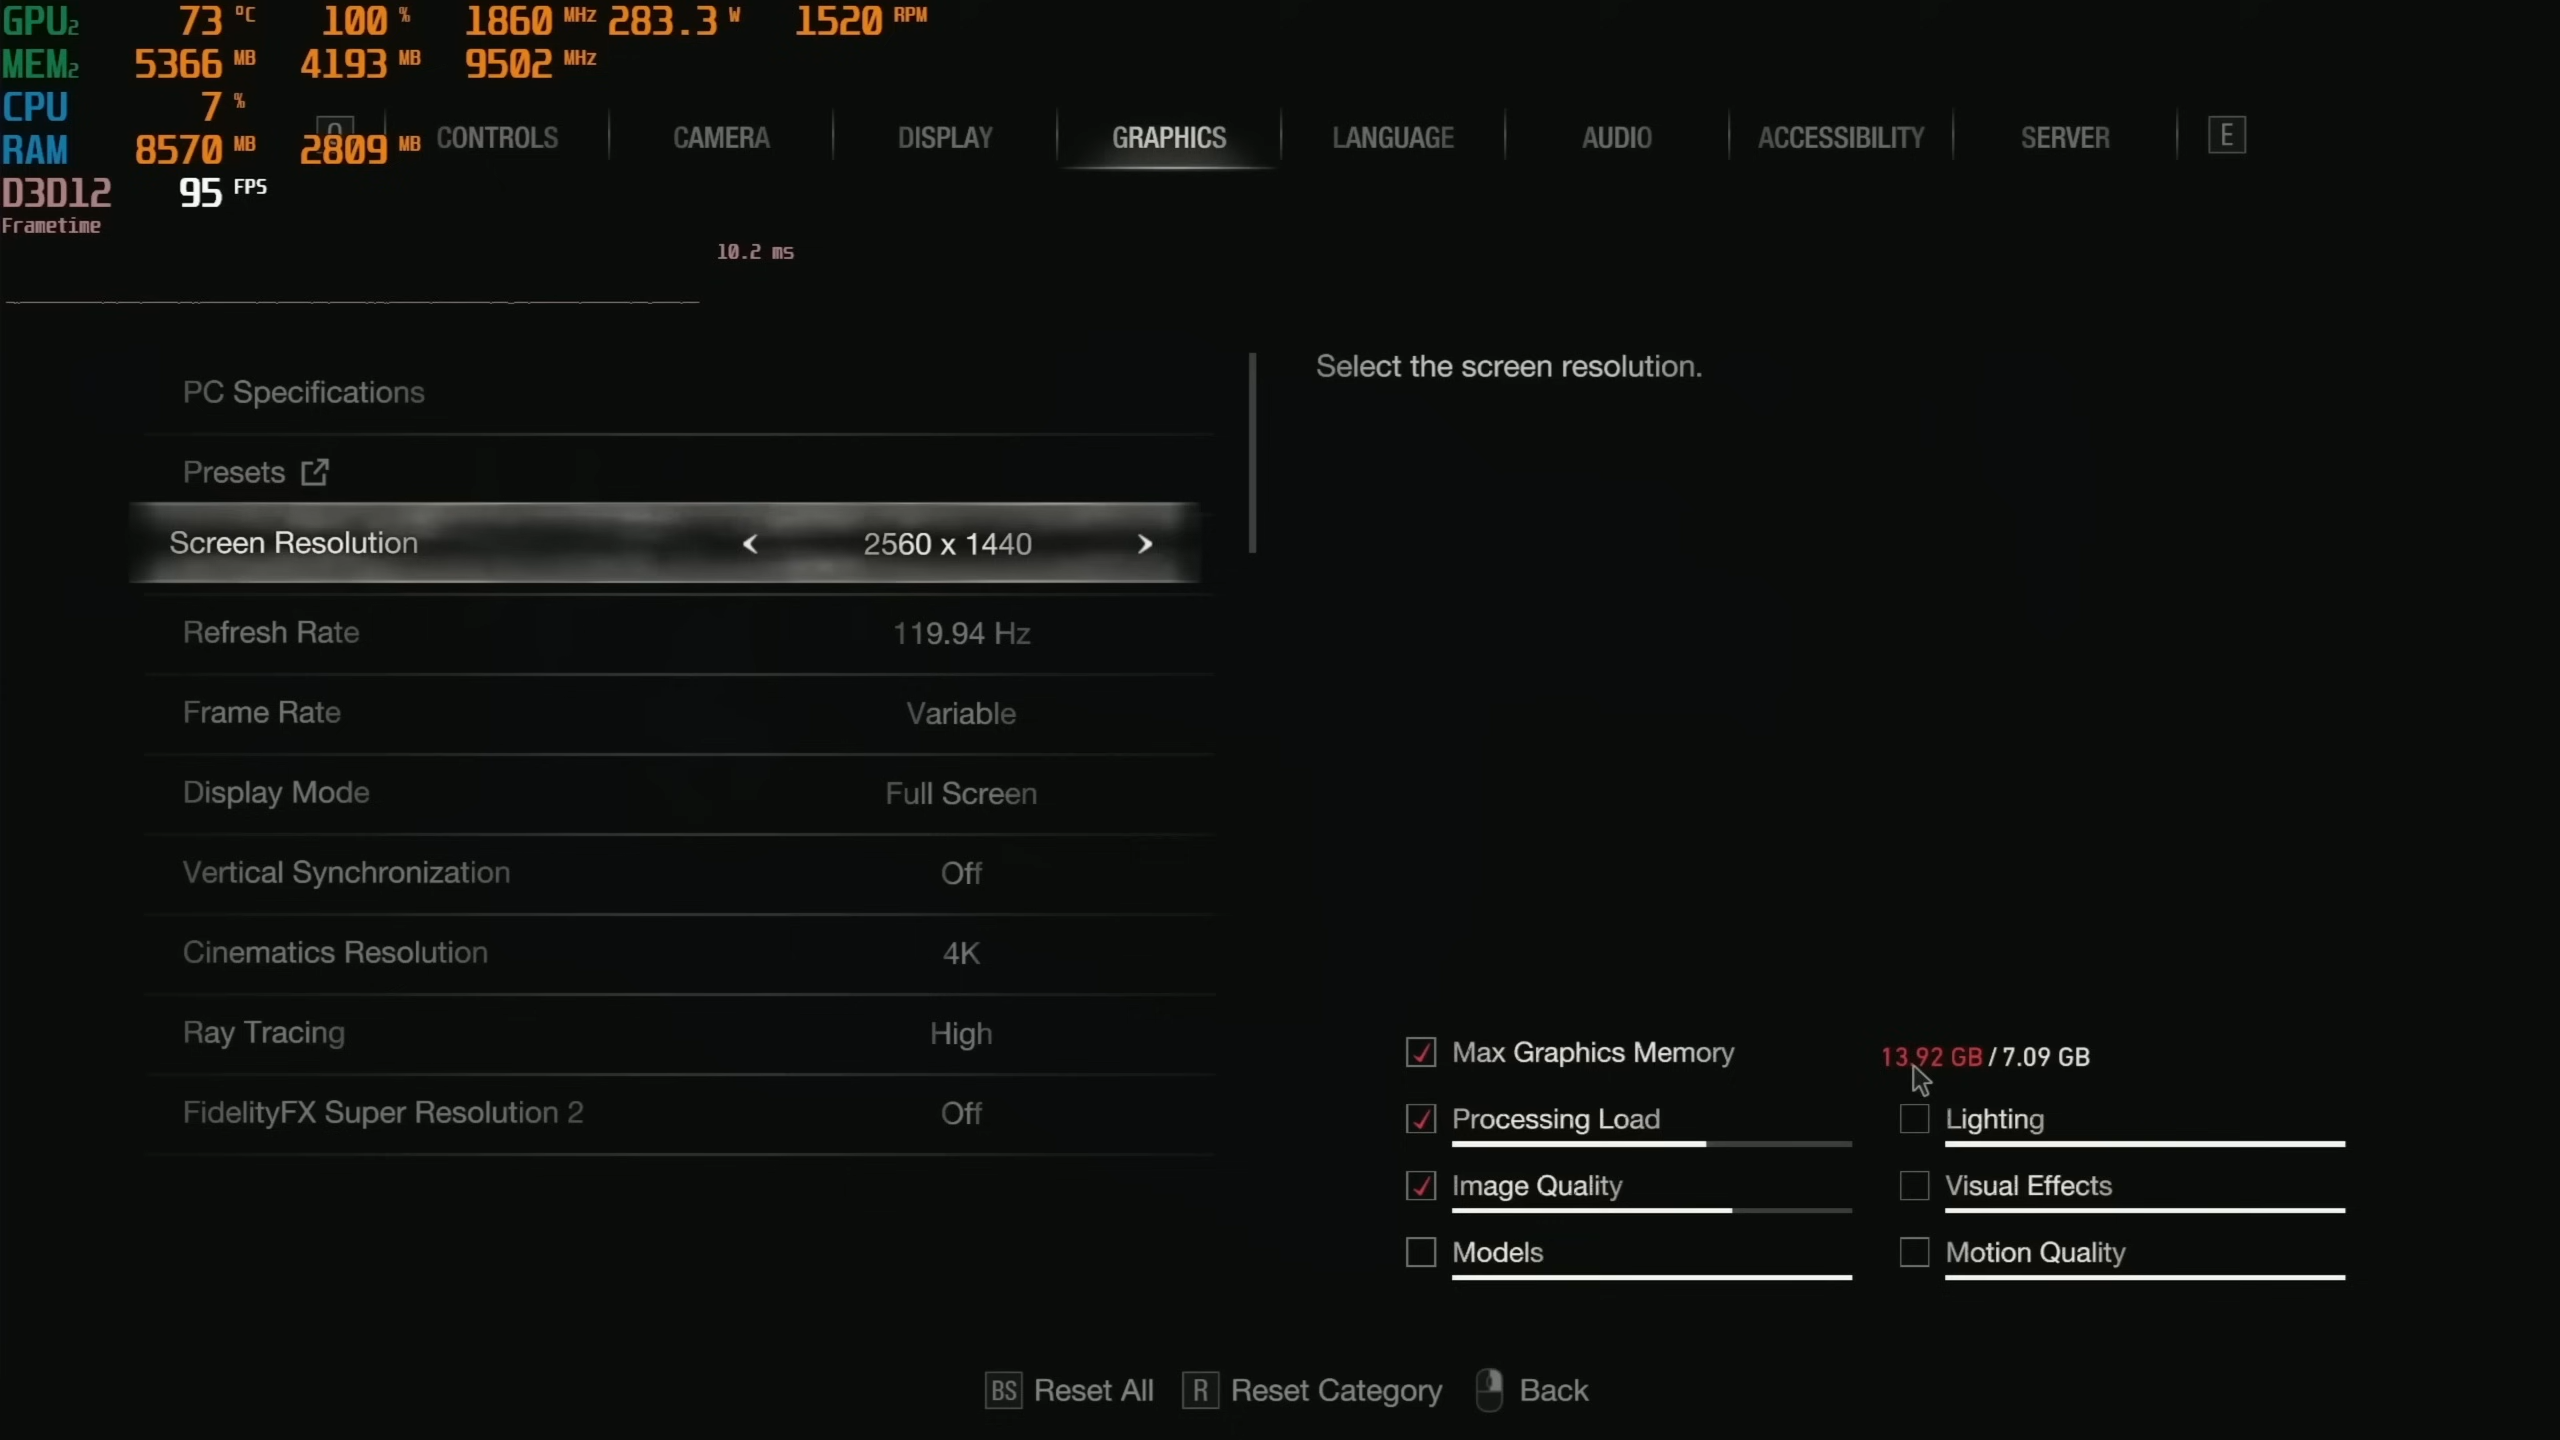 GPU2 73 °C 100 % 1860 MHz 283.3 W 1520 RPM
MEM2 5366 MB 4193 MB 9502 MHz
CPU 7 %
RAM 8570 MB 2809 MB
D3D12 95 FPS
Frametime
10.2 ms
Q CONTROLS CAMERA DISPLAY GRAPHICS LANGUAGE AUDIO ACCESSIBILITY SERVER E
PC Specifications
Presets
Screen Resolution 2560 x 1440
Refresh Rate 119.94 Hz
Frame Rate Variable
Display Mode Full Screen
Vertical Synchronization Off
Cinematics Resolution 4K
Ray Tracing High
FidelityFX Super Resolution 2 Off
Select the screen resolution.
Max Graphics Memory 13.92 GB / 7.09 GB
Processing Load Lighting
Image Quality Visual Effects
Models Motion Quality
BS Reset All R Reset Category Back